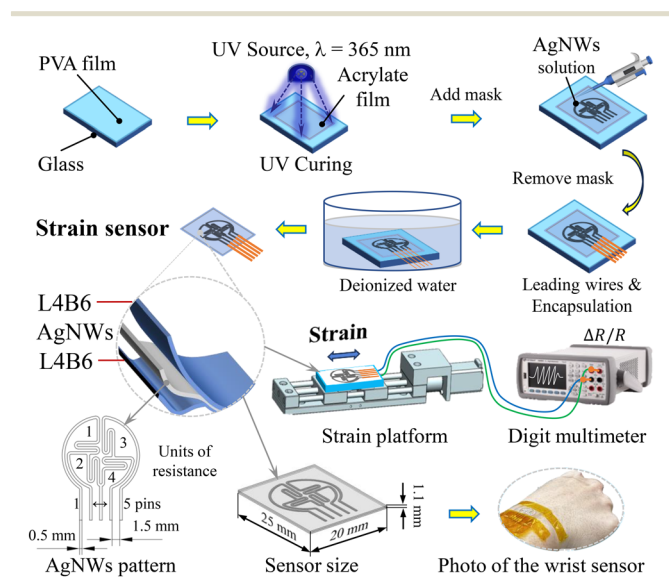 UV Source, λ = 365 nm
PVA film
Acrylate
film
Glass
UV Curing
Add mask
AgNWs
solution
Remove mask
Strain sensor
Deionized water
Leading wires &
Encapsulation
L4B6
AgNWs
L4B6
Strain
ΔR/R
Strain platform
Digit multimeter
1
2
3
4
Units of
resistance
1
5 pins
0.5 mm
1.5 mm
AgNWs pattern
25 mm
20 mm
1.1 mm
Sensor size
Photo of the wrist sensor